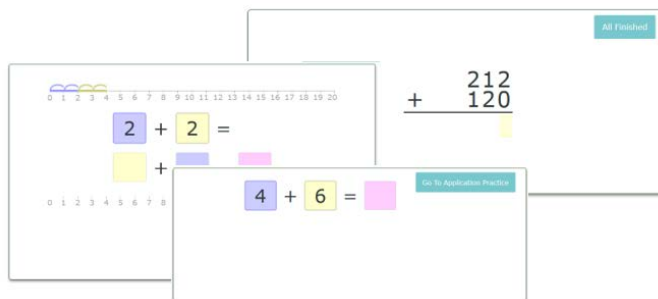 All Finished
212
+ 120
0 1 2 3 4 5 6 7 8 9 10 11 12 13 14 15 16 17 18 19 20
2 + 2 =
+
0 1 2 3 4 5 6 7 8
4 + 6 =
Go To Application Practice